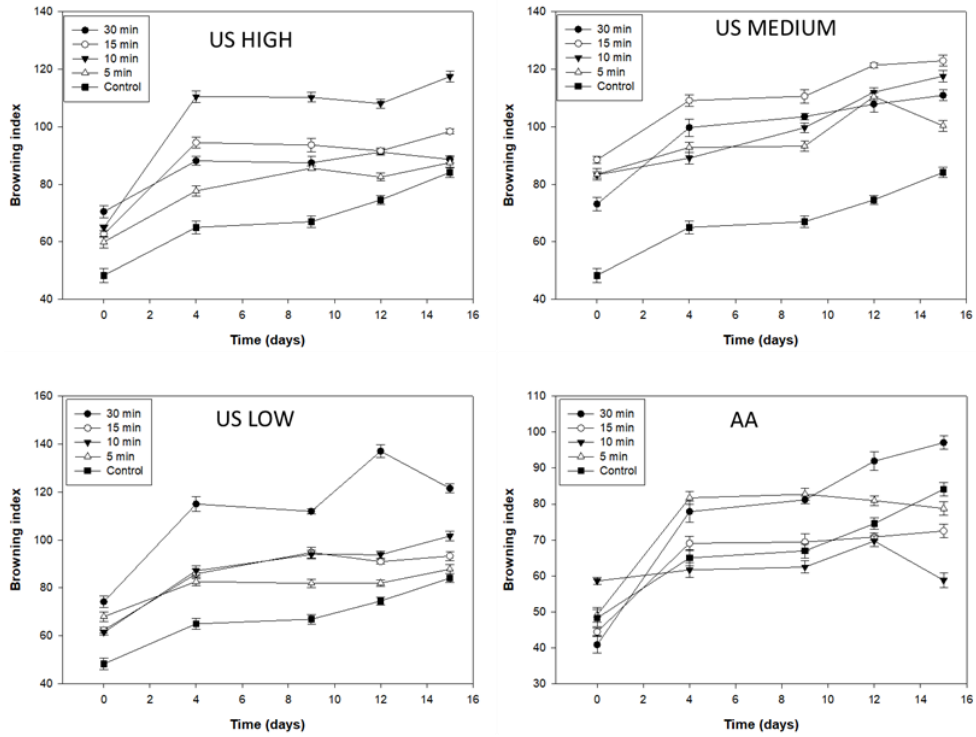 US HIGH
30 min
15 min
10 min
5 min
Control
Browning index
140
120
100
80
60
40
0 2 4 6 8 10 12 14 16
Time (days)
US MEDIUM
30 min
15 min
10 min
5 min
Control
Browning index
140
120
100
80
60
40
0 2 4 6 8 10 12 14 16
Time (days)
US LOW
30 min
15 min
10 min
5 min
Control
Browning index
160
140
120
100
80
60
40
0 2 4 6 8 10 12 14 16
Time (days)
AA
30 min
15 min
10 min
5 min
Control
Browning index
110
100
90
80
70
60
50
40
30
0 2 4 6 8 10 12 14 16
Time (days)